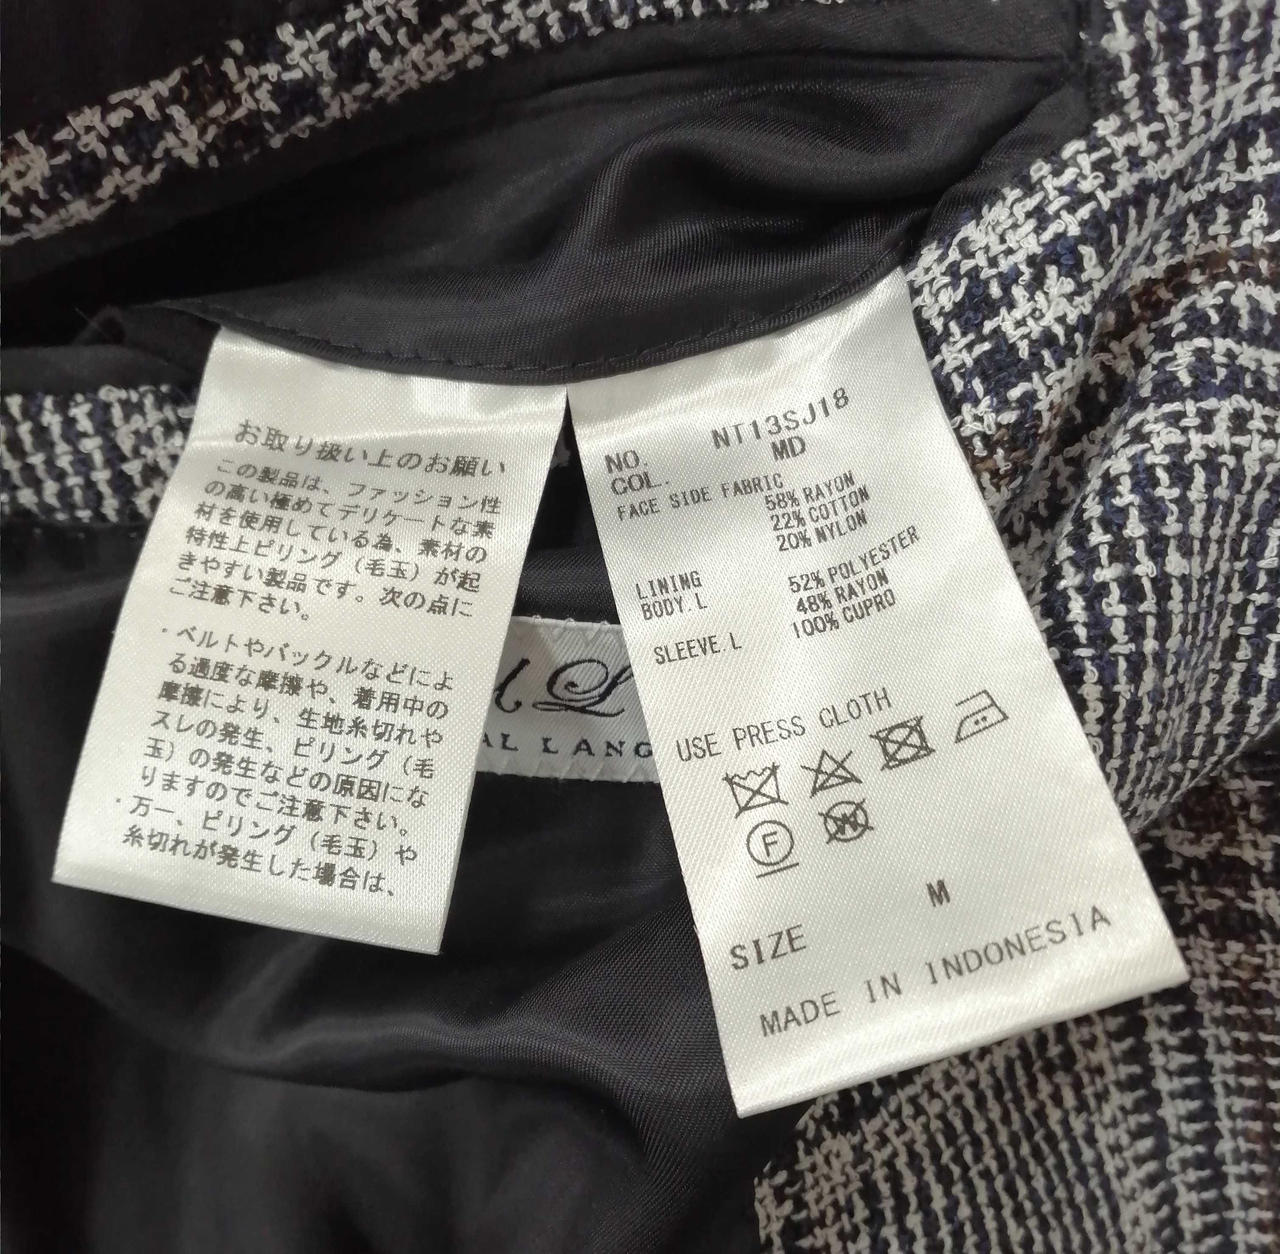 お取り扱い上のお願い
この製品は、ファッション性
の高い極めてデリケートな素
材を使用している為、素材の
特性上ピリング（毛玉）が起
きやすい製品です。次の点に
ご注意下さい。
・ベルトやバックルなどによ
る過度な摩擦や、着用中の
摩擦により、生地糸切れや
スレの発生、ピリング（毛
玉）の発生などの原因にな
りますのでご注意下さい。
・万一、ピリング（毛玉）や
糸切れが発生した場合は、
L
AL LANG
NO. NT13SJ18
COL. MD
FACE SIDE FABRIC
58% RAYON
22% COTTON
20% NYLON
LINING
BODY.L 52% POLYESTER
48% RAYON
SLEEVE.L 100% CUPRO
USE PRESS CLOTH
F W
SIZE M
MADE IN INDONESIA